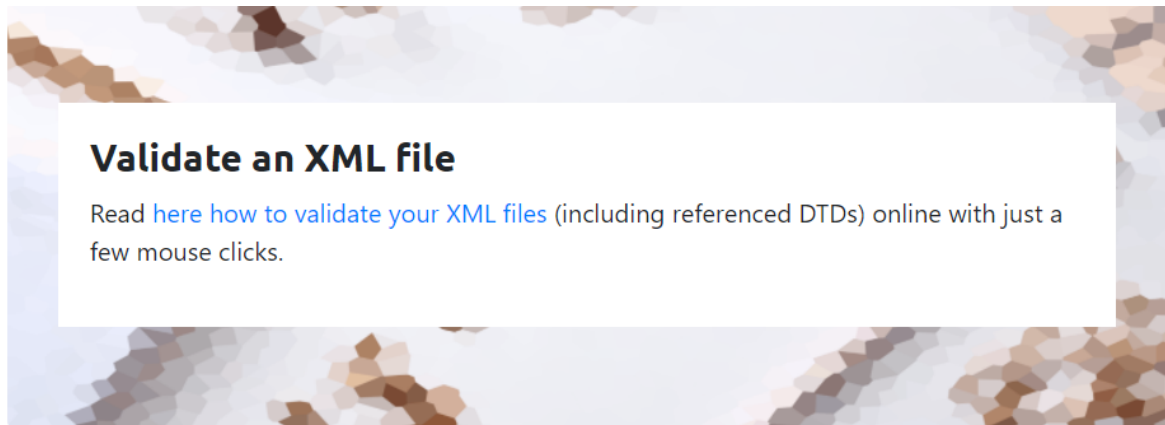 Validate an XML file
Read here how to validate your XML files (including referenced DTDs) online with just a
few mouse clicks.